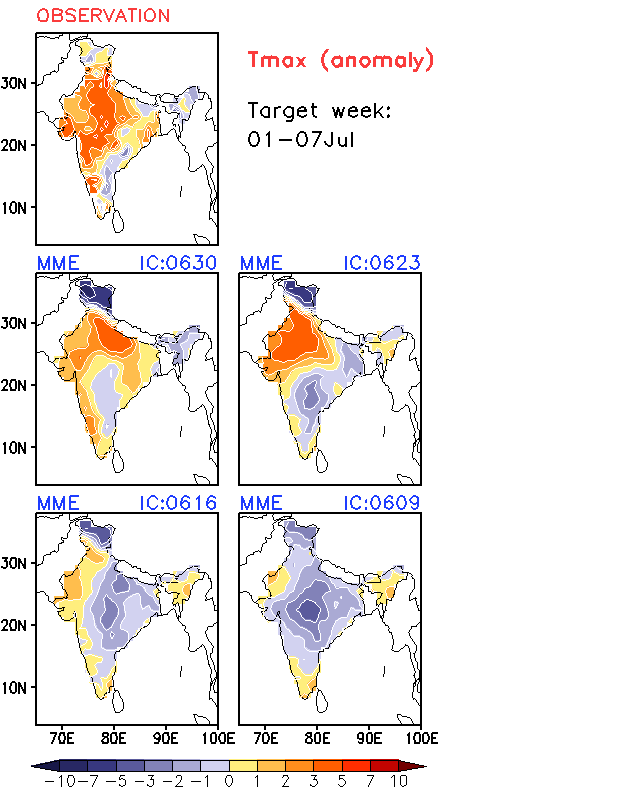 OBSERVATION
Tmax (anomaly)
Target week:
01-07Jul
30N
20N
10N
MME IC:0630
MME IC:0623
30N
20N
10N
MME IC:0616
MME IC:0609
30N
20N
10N
70E 80E 90E 100E
70E 80E 90E 100E
-10 -7 -5 -3 -2 -1 0 1 2 3 5 7 10